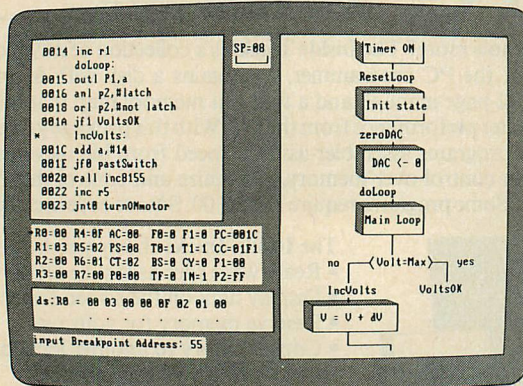 0014 inc r1
doLoop:
0015 outl P1,a
0016 anl p2,#latch
0018 orl p2,#not latch
001A jf1 VoltsOK
* IncVolts:
001C add a,#14
001E jf0 pastSwitch
0020 call inc8155
0022 inc r5
0023 jnt0 turnONmotor
SP=08
R0=00 R4=0F AC=00 F0=0 F1=0 PC=001C
R1=03 R5=02 PS=08 T0=1 T1=1 CC=01F1
R2=00 R6=01 CT=02 BS=0 CY=0 P1=00
R3=00 R7=00 P0=00 TF=0 IN=1 P2=FF
ds:R0 = 00 03 00 00 0F 02 01 00
input Breakpoint Address: 55
Timer ON
ResetLoop
Init state
zeroDAC
DAC <- 0
doLoop
Main Loop
no <Volt=Max> yes
IncVolts VoltsOK
V = V + dV